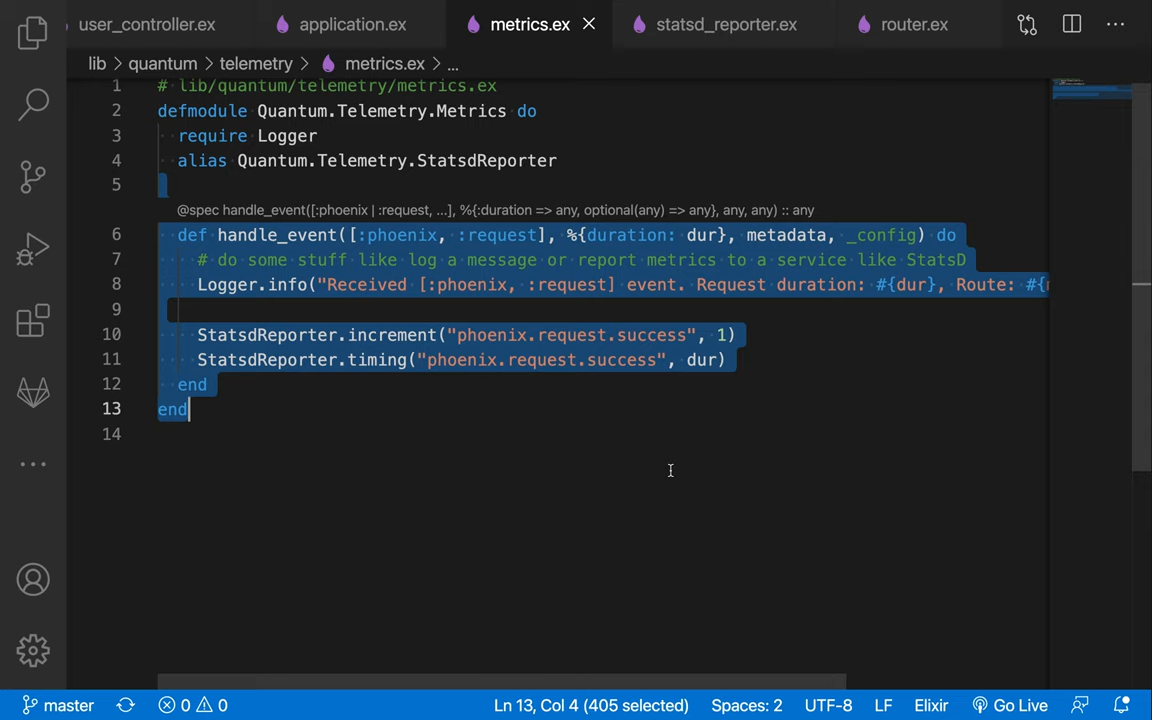 user_controller.ex application.ex metrics.ex statsd_reporter.ex router.ex
lib > quantum > telemetry > metrics.ex > ...
1 # lib/quantum/telemetry/metrics.ex
2 defmodule Quantum.Telemetry.Metrics do
3 require Logger
4 alias Quantum.Telemetry.StatsdReporter
5
@spec handle_event([:phoenix | :request, ...], %{:duration => any, optional(any) => any}, any, any) :: any
6 def handle_event([:phoenix, :request], %{duration: dur}, metadata, _config) do
7 # do some stuff like log a message or report metrics to a service like StatsD
8 Logger.info("Received [:phoenix, :request] event. Request duration: #{dur}, Route: #{
9
10 StatsdReporter.increment("phoenix.request.success", 1)
11 StatsdReporter.timing("phoenix.request.success", dur)
12 end
13 end
14
master 0 0 Ln 13, Col 4 (405 selected) Spaces: 2 UTF-8 LF Elixir Go Live